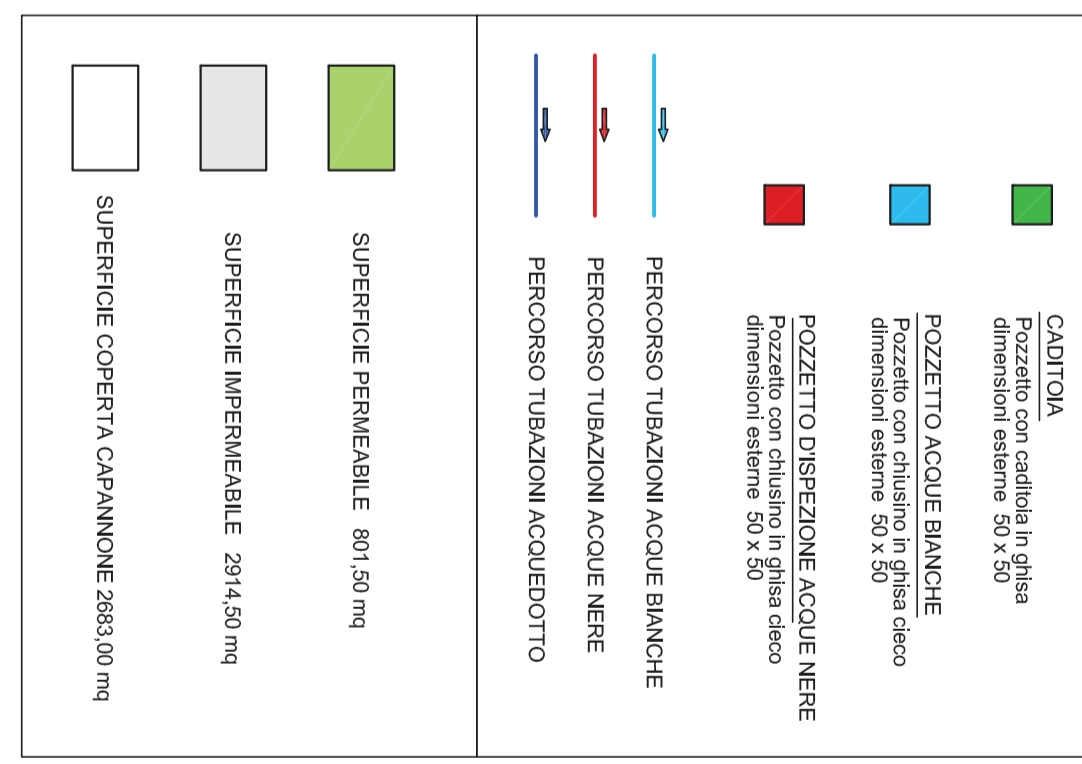 CADITOIA
Pozzetto con caditoia in ghisa
dimensioni esterne 50 x 50
POZZETTO ACQUE BIANCHE
Pozzetto con chiusino in ghisa cieco
dimensioni esterne 50 x 50
POZZETTO D'ISPEZIONE ACQUE NERE
Pozzetto con chiusino in ghisa cieco
dimensioni esterne 50 x 50
PERCORSO TUBAZIONI ACQUE BIANCHE
PERCORSO TUBAZIONI ACQUE NERE
PERCORSO TUBAZIONI ACQUEDOTTO
SUPERFICIE PERMEABILE 801,50 mq
SUPERFICIE IMPERMEABILE 2914,50 mq
SUPERFICIE COPERTA CAPANNONE 2683,00 mq